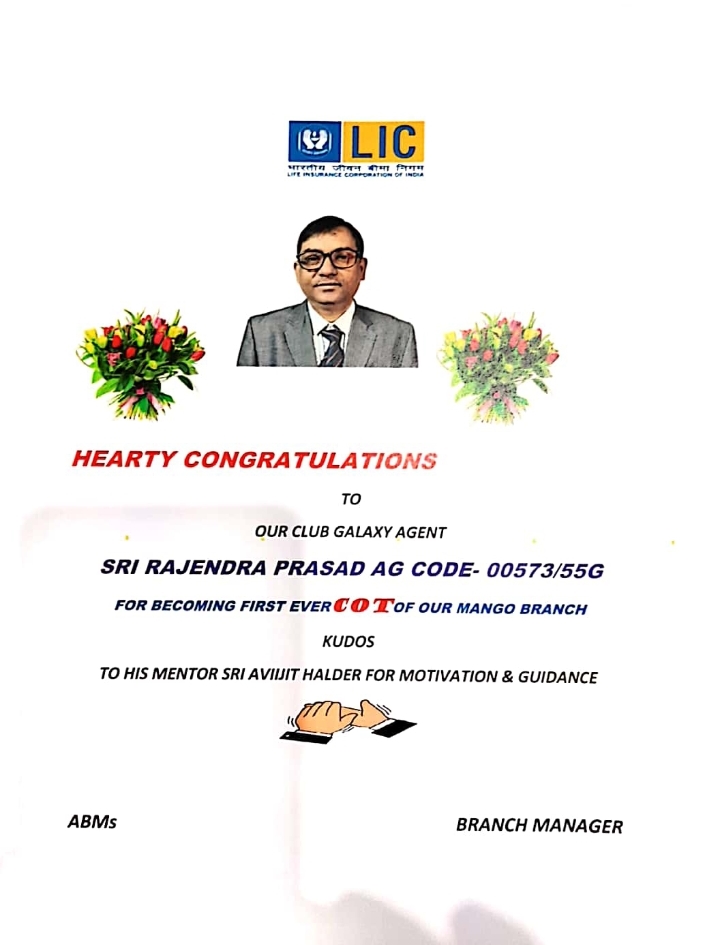 LIC
भारतीय जीवन बीमा निगम
LIFE INSURANCE CORPORATION OF INDIA
HEARTY CONGRATULATIONS
TO
OUR CLUB GALAXY AGENT
SRI RAJENDRA PRASAD AG CODE- 00573/55G
FOR BECOMING FIRST EVER COT OF OUR MANGO BRANCH
KUDOS
TO HIS MENTOR SRI AVIIJIT HALDER FOR MOTIVATION & GUIDANCE
ABMs
BRANCH MANAGER